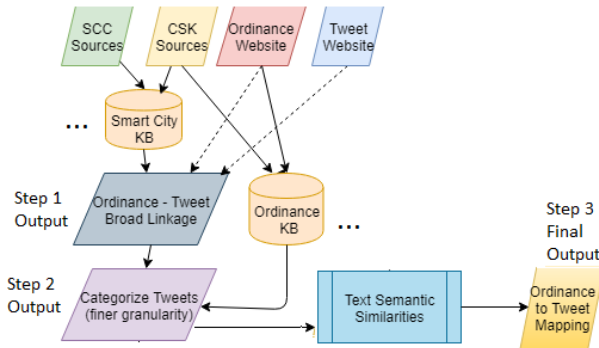 SCC
Sources
CSK
Sources
Ordinance
Website
Tweet
Website
...
Smart City
KB
Step 1
Output
Ordinance - Tweet
Broad Linkage
Ordinance
KB
...
Step 3
Final
Output
Step 2
Output
Categorize Tweets
(finer granularity)
Text Semantic
Similarities
Ordinance
to Tweet
Mapping